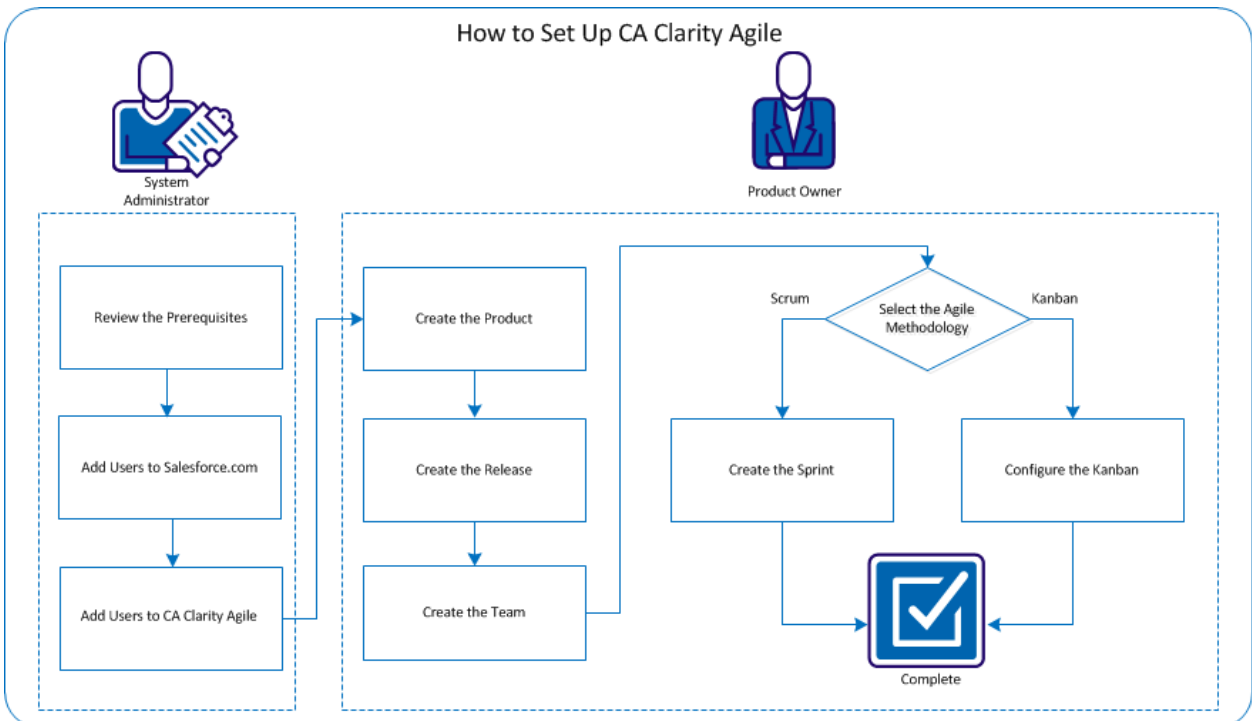 How to Set Up CA Clarity Agile
System
Administrator
Product Owner
Review the Prerequisites
Add Users to Salesforce.com
Add Users to CA Clarity Agile
Create the Product
Create the Release
Create the Team
Select the Agile
Methodology
Scrum
Kanban
Create the Sprint
Configure the Kanban
Complete